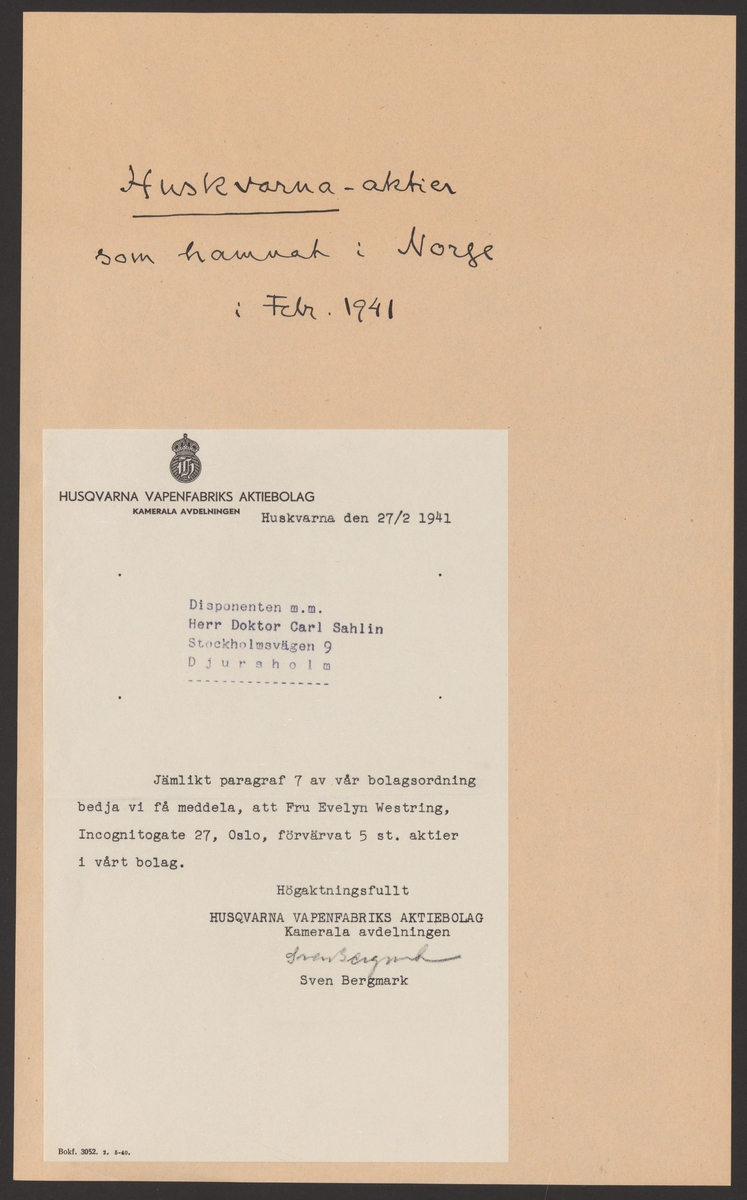 Huskvarna-aktier
som hamnat i Norge
i Febr. 1941
HUSQVARNA VAPENFABRIKS AKTIEBOLAG
KAMERALA AVDELNINGEN
Huskvarna den 27/2 1941
Disponenten m.m.
Herr Doktor Carl Sahlin
Stockholmsvägen 9
D j u r s h o l m
-----------------
Jämlikt paragraf 7 av vår bolagsordning
bedja vi få meddela, att Fru Evelyn Westring,
Incognitogate 27, Oslo, förvärvat 5 st. aktier
i vårt bolag.
Högaktningsfullt
HUSQVARNA VAPENFABRIKS AKTIEBOLAG
Kamerala avdelningen
Sven Bergmark
Sven Bergmark
Bokf. 3052. 2. 5-40.